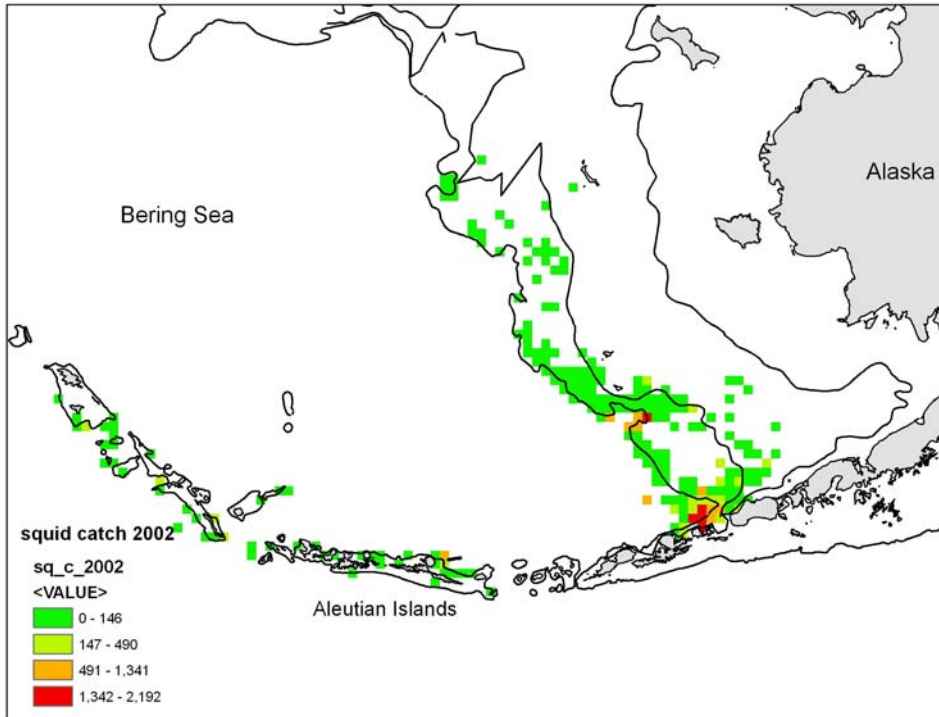 Alaska
Bering Sea
squid catch 2002
sq_c_2002
<VALUE>
0 - 146
147 - 490
491 - 1,341
1,342 - 2,192
Aleutian Islands